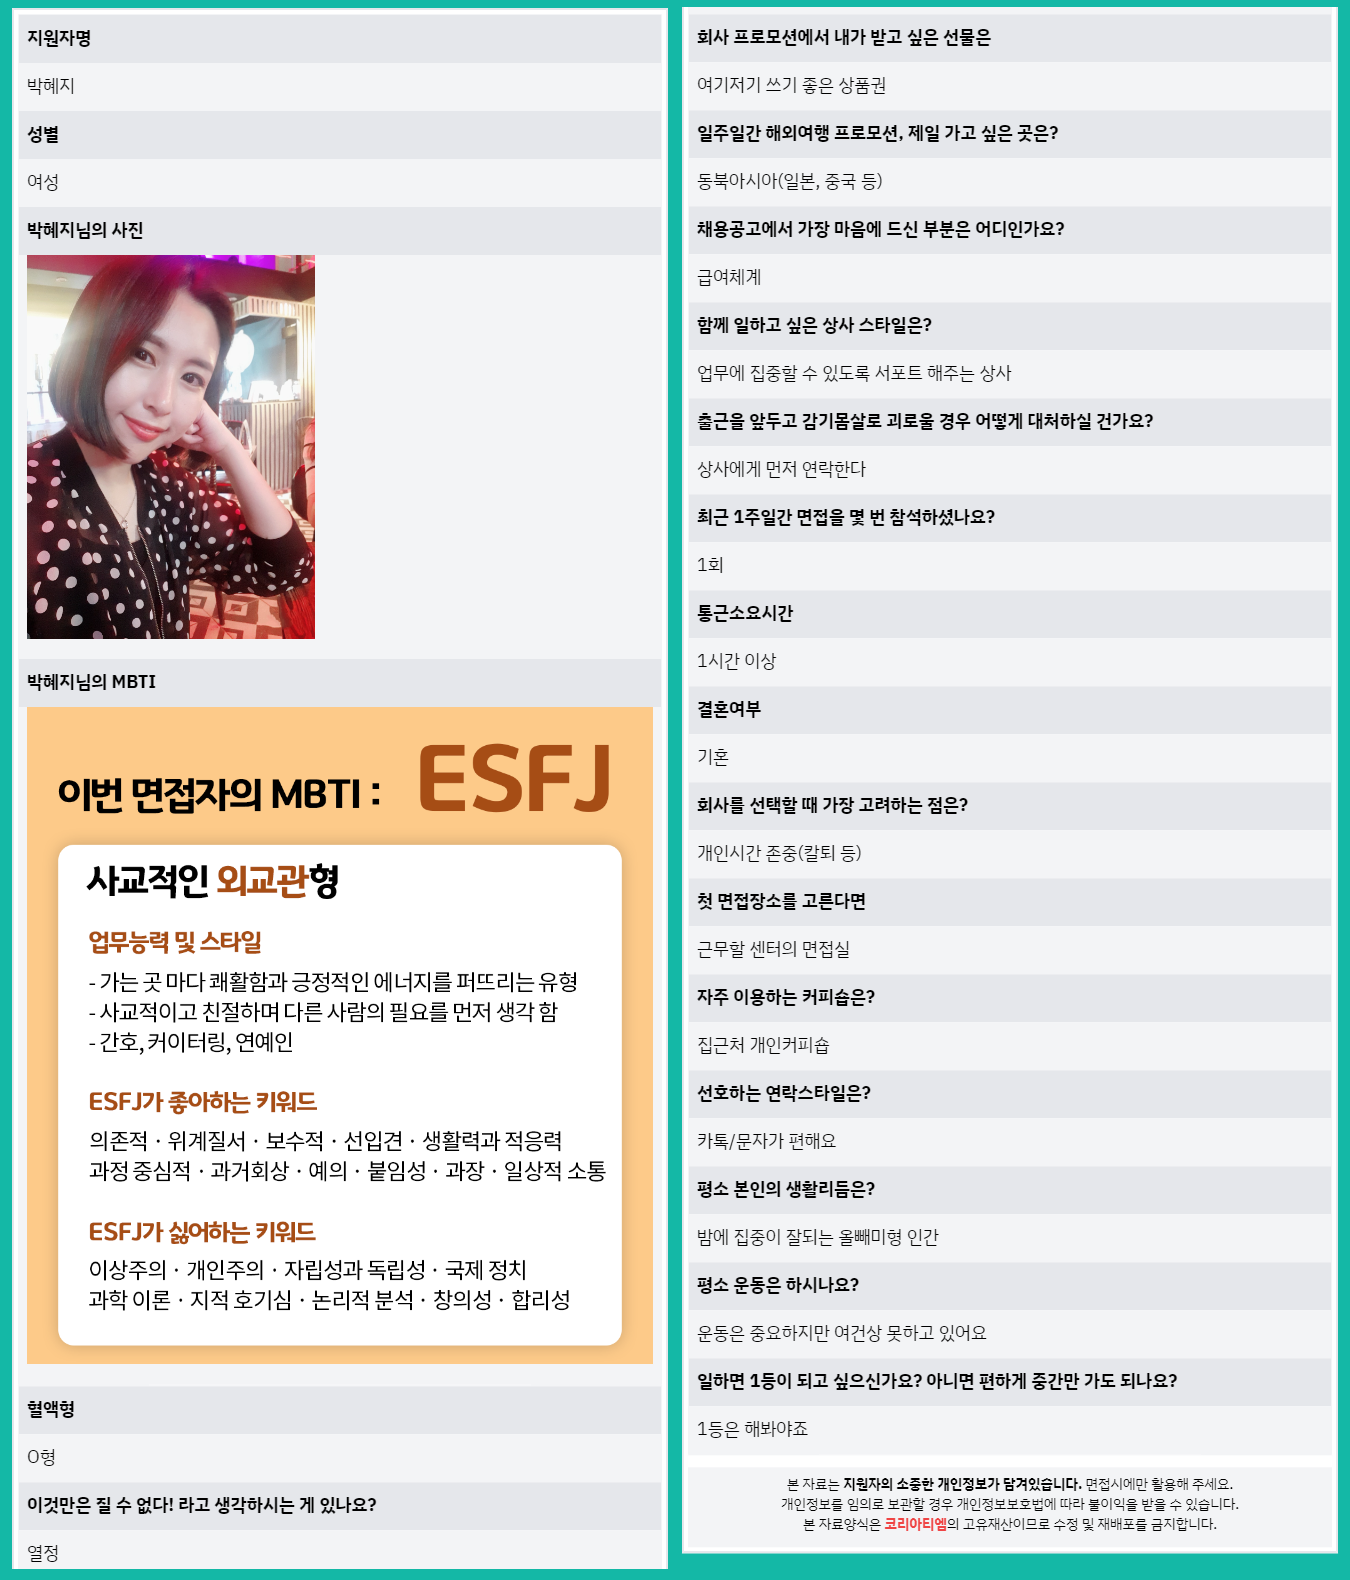 지원자명
박혜지
성별
여성
박혜지님의 사진
박혜지님의 MBTI
이번 면접자의 MBTI : ESFJ
사교적인 외교관형
업무능력 및 스타일
- 가는 곳 마다 쾌활함과 긍정적인 에너지를 퍼뜨리는 유형
- 사교적이고 친절하며 다른 사람의 필요를 먼저 생각 함
- 간호, 커이터링, 연예인
ESFJ가 좋아하는 키워드
의존적 · 위계질서 · 보수적 · 선입견 · 생활력과 적응력
과정 중심적 · 과거회상 · 예의 · 붙임성 · 과장 · 일상적 소통
ESFJ가 싫어하는 키워드
이상주의 · 개인주의 · 자립성과 독립성 · 국제 정치
과학 이론 · 지적 호기심 · 논리적 분석 · 창의성 · 합리성
혈액형
O형
이것만은 질 수 없다! 라고 생각하시는 게 있나요?
열정
회사 프로모션에서 내가 받고 싶은 선물은
여기저기 쓰기 좋은 상품권
일주일간 해외여행 프로모션, 제일 가고 싶은 곳은?
동북아시아(일본, 중국 등)
채용공고에서 가장 마음에 드신 부분은 어디인가요?
급여체계
함께 일하고 싶은 상사 스타일은?
업무에 집중할 수 있도록 서포트 해주는 상사
출근을 앞두고 감기몸살로 괴로울 경우 어떻게 대처하실 건가요?
상사에게 먼저 연락한다
최근 1주일간 면접을 몇 번 참석하셨나요?
1회
통근소요시간
1시간 이상
결혼여부
기혼
회사를 선택할 때 가장 고려하는 점은?
개인시간 존중(칼퇴 등)
첫 면접장소를 고른다면
근무할 센터의 면접실
자주 이용하는 커피숍은?
집근처 개인커피숍
선호하는 연락스타일은?
카톡/문자가 편해요
평소 본인의 생활리듬은?
밤에 집중이 잘되는 올빼미형 인간
평소 운동은 하시나요?
운동은 중요하지만 여건상 못하고 있어요
일하면 1등이 되고 싶으신가요? 아니면 편하게 중간만 가도 되나요?
1등은 해봐야죠
본 자료는 지원자의 소중한 개인정보가 담겨있습니다. 면접시에만 활용해 주세요.
개인정보를 임의로 보관할 경우 개인정보보호법에 따라 불이익을 받을 수 있습니다.
본 자료양식은 코리아티엠의 고유재산이므로 수정 및 재배포를 금지합니다.